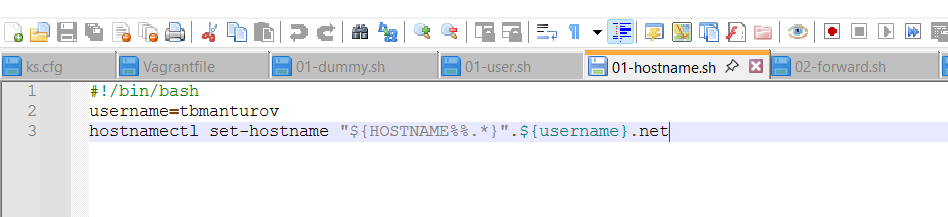 ks.cfg Vagrantfile 01-dummy.sh 01-user.sh 01-hostname.sh 02-forward.sh
1 #!/bin/bash
2 username=tbmanturov
3 hostnamectl set-hostname "${HOSTNAME%%.*}".${username}.net